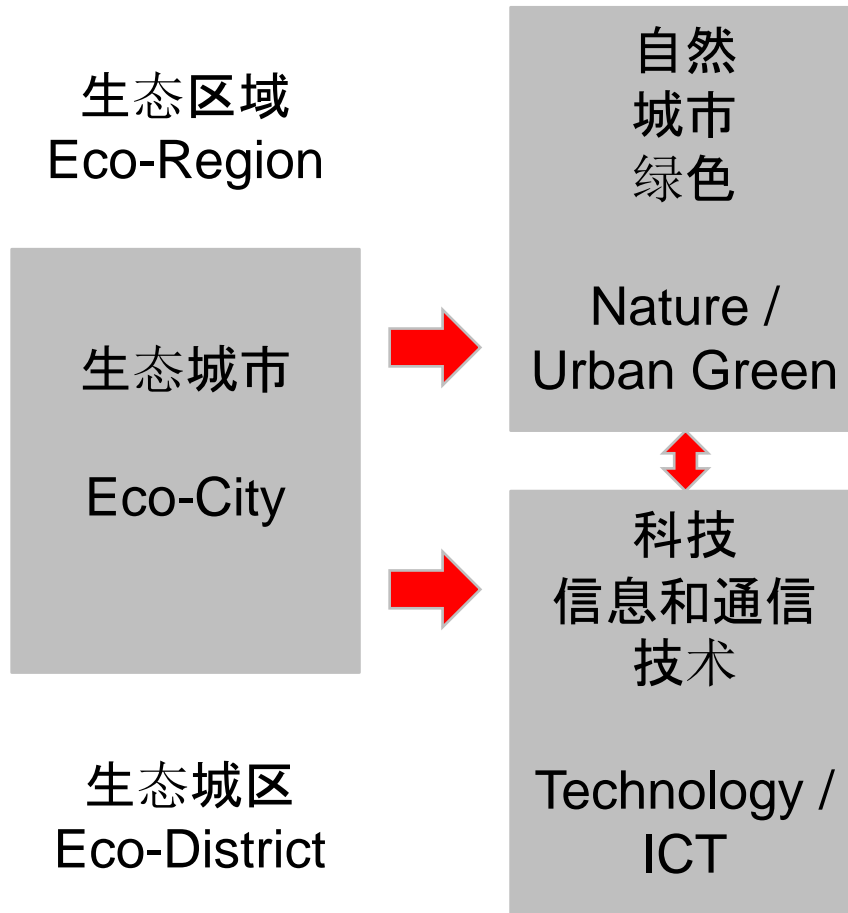 生态区域
Eco-Region
生态城市
Eco-City
生态城区
Eco-District
自然
城市
绿色
Nature /
Urban Green
科技
信息和通信
技术
Technology /
ICT